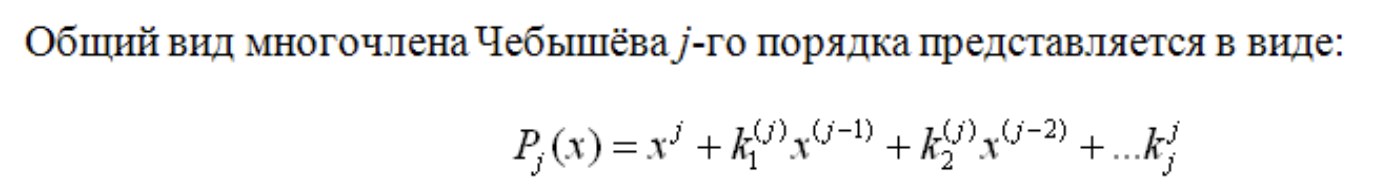 Общий вид многочлена Чебышёва j-го порядка представляется в виде:
P_j(x) = x^j + k_1^{(j)} x^{(j-1)} + k_2^{(j)} x^{(j-2)} + ...k_j^j